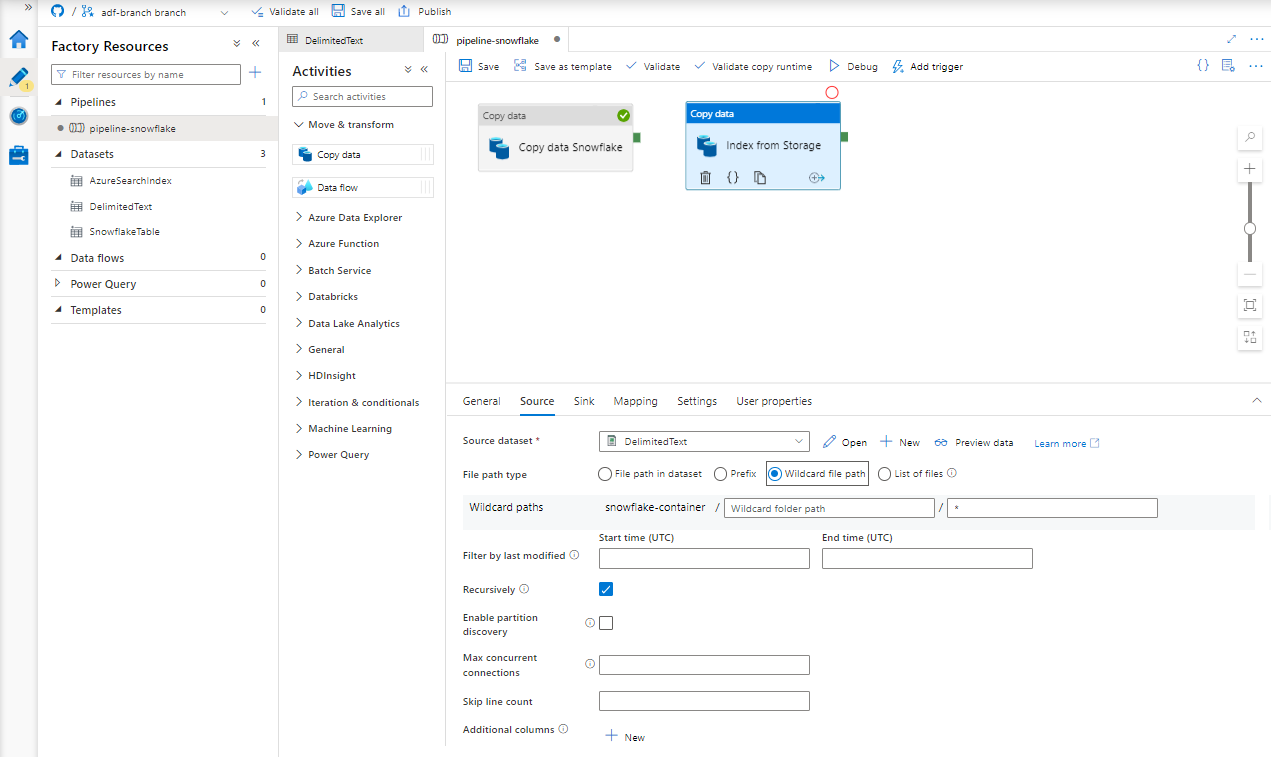 » / adf-branch branch Validate all Save all Publish
Factory Resources
Filter resources by name
Pipelines 1
pipeline-snowflake
Datasets 3
AzureSearchIndex
DelimitedText
SnowflakeTable
Data flows 0
Power Query 0
Templates 0
1
DelimitedText pipeline-snowflake
Activities
Search activities
Move & transform
Copy data
Data flow
Azure Data Explorer
Azure Function
Batch Service
Databricks
Data Lake Analytics
General
HDInsight
Iteration & conditionals
Machine Learning
Power Query
Save Save as template Validate Validate copy runtime Debug Add trigger
Copy data
Copy data Snowflake
Copy data
Index from Storage
General Source Sink Mapping Settings User properties
Source dataset * DelimitedText Open New Preview data Learn more
File path type File path in dataset Prefix Wildcard file path List of files
Wildcard paths snowflake-container / Wildcard folder path / *
Start time (UTC) End time (UTC)
Filter by last modified
Recursively
Enable partition
discovery
Max concurrent
connections
Skip line count
Additional columns New